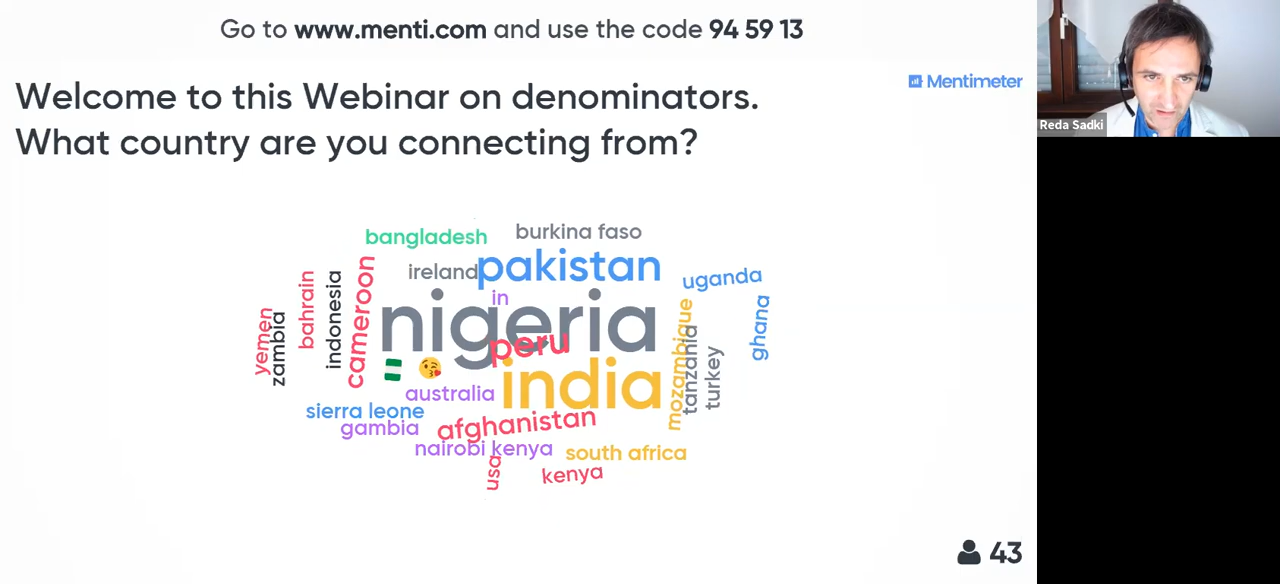 Go to www.menti.com and use the code 94 59 13
Mentimeter
Reda Sadki
Welcome to this Webinar on denominators.
What country are you connecting from?
bangladesh
burkina faso
ireland
pakistan
uganda
in
nigeria
peru
india
yemen
zambia
bahrain
indonesia
cameroon
mozambique
tanzania
turkey
ghana
australia
sierra leone
gambia
afghanistan
nairobi kenya
south africa
usa
kenya
43